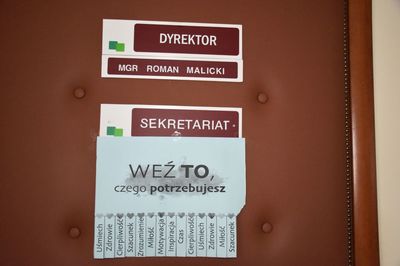 DYREKTOR
MGR ROMAN MALICKI
SEKRETARIAT
WEŹ TO,
czego potrzebujesz
Uśmiech
Zdrowie
Cierpliwość
Szacunek
Zrozumienie
Miłość
Motywacja
Inspiracja
Czas
Cierpliwość
Uśmiech
Zdrowie
Miłość
Szacunek